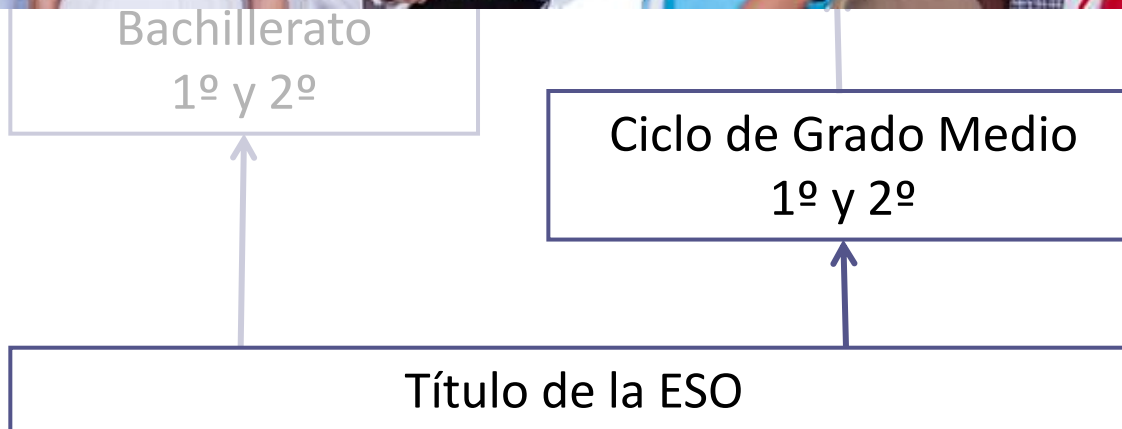 Bachillerato
1º y 2º
Ciclo de Grado Medio
1º y 2º
Título de la ESO